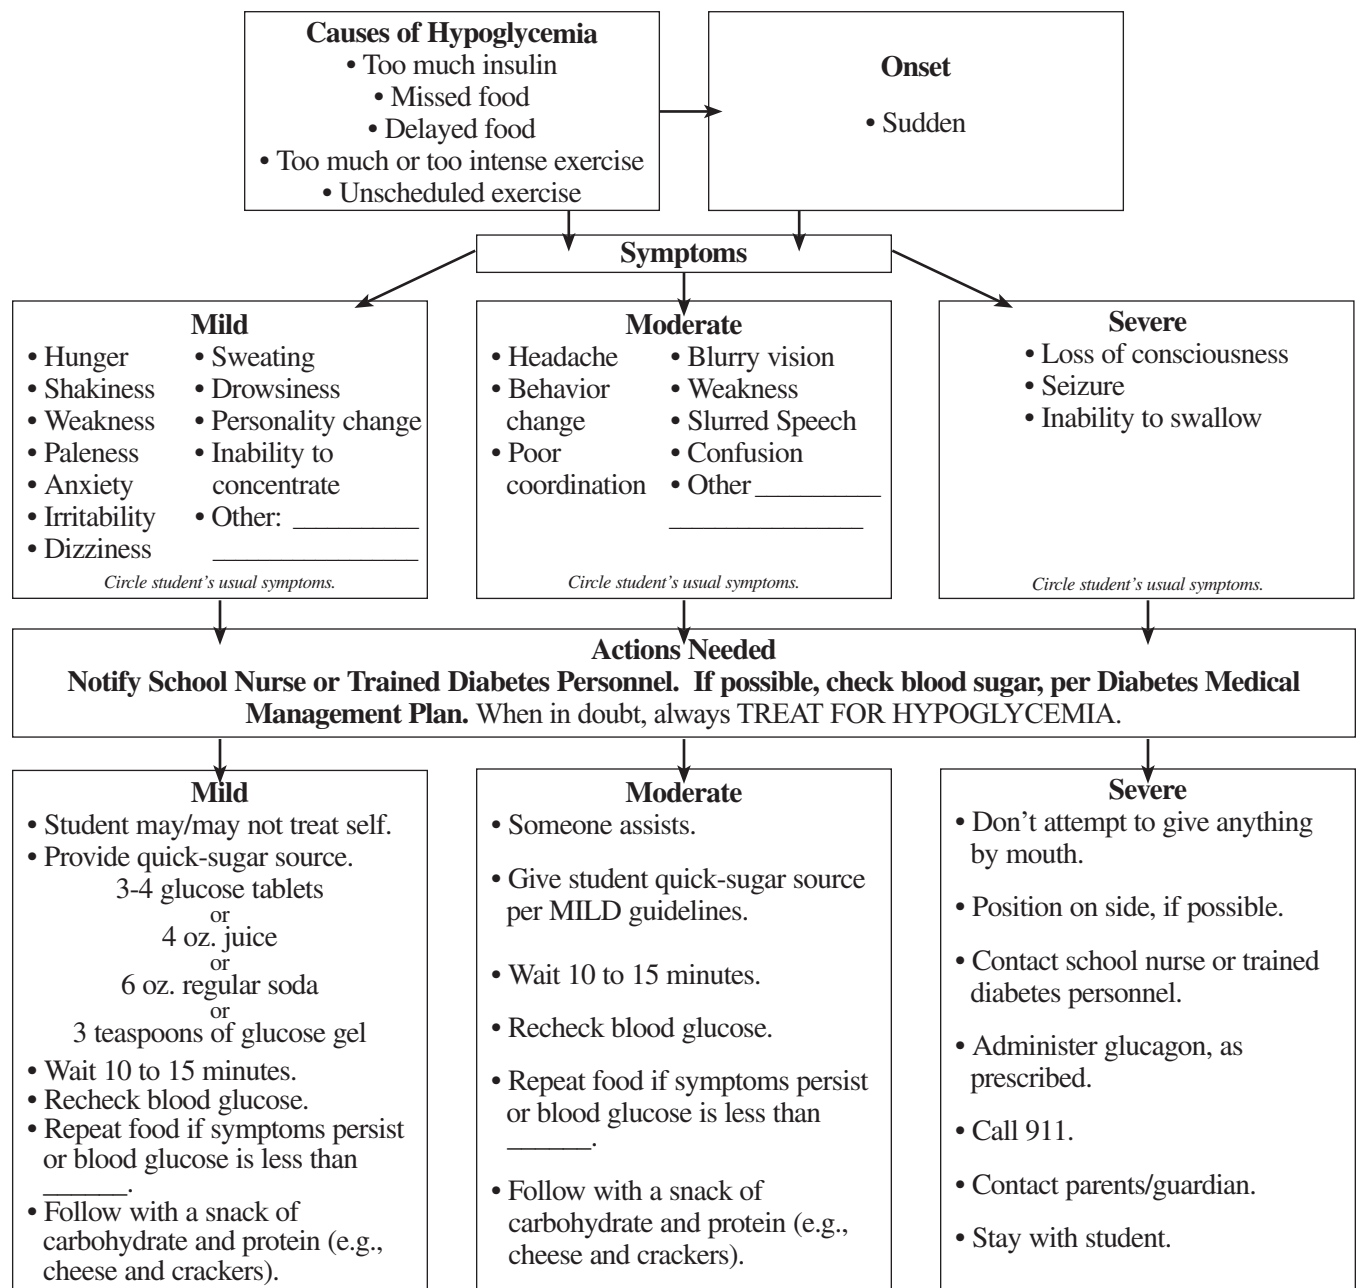 Causes of Hypoglycemia
• Too much insulin
• Missed food
• Delayed food
• Too much or too intense exercise
• Unscheduled exercise
Onset
• Sudden
Symptoms
Mild
• Hunger
• Shakiness
• Weakness
• Paleness
• Anxiety
• Irritability
• Dizziness
• Sweating
• Drowsiness
• Personality change
• Inability to
concentrate
• Other: ___________
__________________
Circle student's usual symptoms.
Moderate
• Headache
• Behavior
change
• Poor
coordination
• Blurry vision
• Weakness
• Slurred Speech
• Confusion
• Other ___________
_________________
Circle student's usual symptoms.
Severe
• Loss of consciousness
• Seizure
• Inability to swallow
Circle student's usual symptoms.
Actions Needed
Notify School Nurse or Trained Diabetes Personnel. If possible, check blood sugar, per Diabetes Medical
Management Plan. When in doubt, always TREAT FOR HYPOGLYCEMIA.
Mild
• Student may/may not treat self.
• Provide quick-sugar source.
3-4 glucose tablets
or
4 oz. juice
or
6 oz. regular soda
or
3 teaspoons of glucose gel
• Wait 10 to 15 minutes.
• Recheck blood glucose.
• Repeat food if symptoms persist
or blood glucose is less than
______.
• Follow with a snack of
carbohydrate and protein (e.g.,
cheese and crackers).
Moderate
• Someone assists.
• Give student quick-sugar source
per MILD guidelines.
• Wait 10 to 15 minutes.
• Recheck blood glucose.
• Repeat food if symptoms persist
or blood glucose is less than
______.
• Follow with a snack of
carbohydrate and protein (e.g.,
cheese and crackers).
Severe
• Don't attempt to give anything
by mouth.
• Position on side, if possible.
• Contact school nurse or trained
diabetes personnel.
• Administer glucagon, as
prescribed.
• Call 911.
• Contact parents/guardian.
• Stay with student.